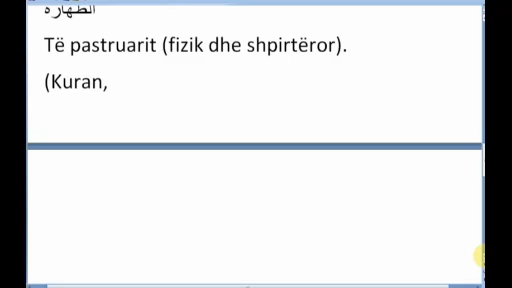 الطهارة
Të pastruarit (fizik dhe shpirtëror).
(Kuran,